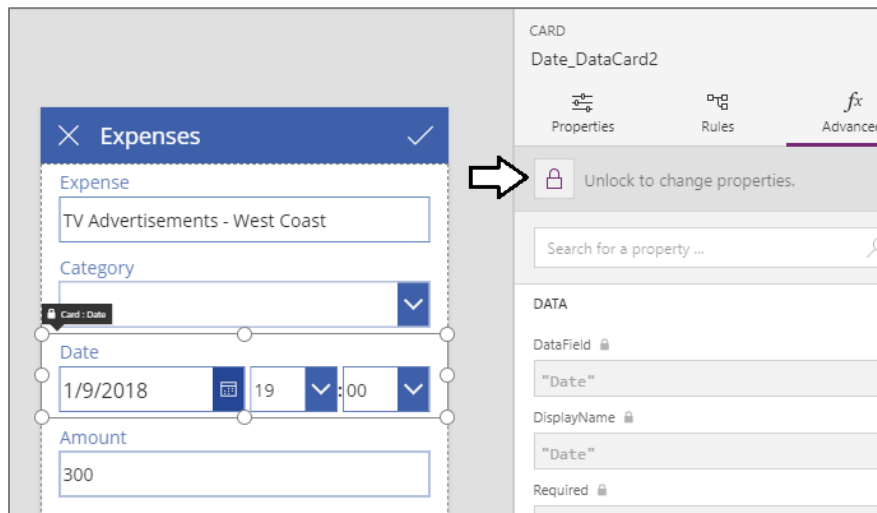 CARD
Date_DataCard2
Properties
Rules
fx
Advanced
Unlock to change properties.
Search for a property ...
DATA
DataField
"Date"
DisplayName
"Date"
Required
Expenses
Expense
TV Advertisements - West Coast
Category
Card : Date
Date
1/9/2018 19 : 00
Amount
300